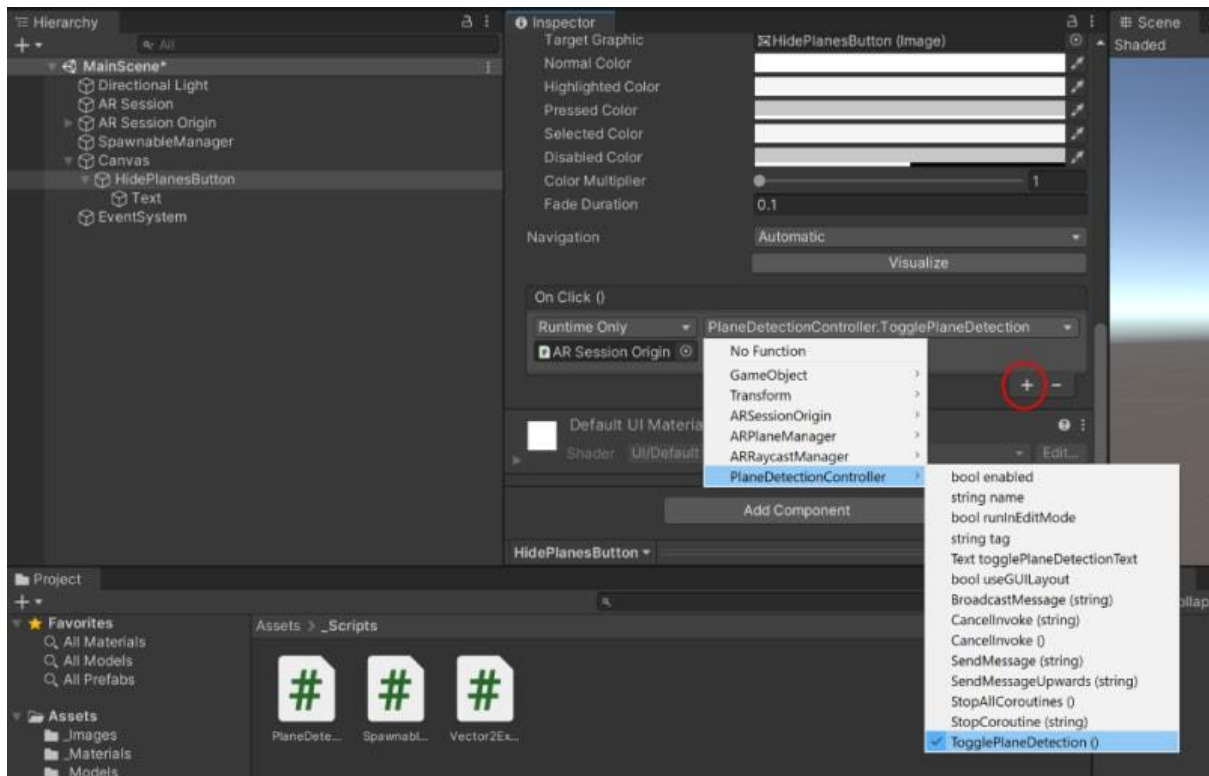 Hierarchy
All
MainScene*
Directional Light
AR Session
AR Session Origin
SpawnableManager
Canvas
HidePlanesButton
Text
EventSystem
Inspector
Target Graphic
HidePlanesButton (Image)
Normal Color
Highlighted Color
Pressed Color
Selected Color
Disabled Color
Color Multiplier
1
Fade Duration
0.1
Navigation
Automatic
Visualize
On Click ()
Runtime Only
PlaneDetectionController.TogglePlaneDetection
AR Session Origin
No Function
GameObject
Transform
ARSessionOrigin
ARPlaneManager
ARRaycastManager
PlaneDetectionController
bool enabled
string name
bool runInEditMode
string tag
Text togglePlaneDetectionText
bool useGUILayout
BroadcastMessage (string)
CancelInvoke (string)
CancelInvoke ()
SendMessage (string)
SendMessageUpwards (string)
StopAllCoroutines ()
StopCoroutine (string)
TogglePlaneDetection ()
Default UI Materia
Shader UI/Default
Edit...
Add Component
HidePlanesButton
Scene
Shaded
Project
Favorites
All Materials
All Models
All Prefabs
Assets
_Images
_Materials
_Models
Assets > _Scripts
PlaneDete...
Spawnabl...
Vector2Ex...
ollap